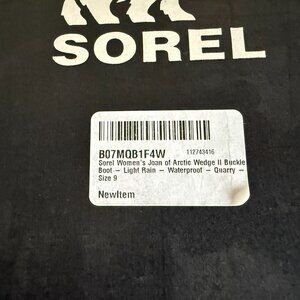 SOREL
B07MQB1F4W 112743416
Sorel Women's Joan of Arctic Wedge II Buckle
Boot – Light Rain – Waterproof – Quarry –
Size 9
NewItem